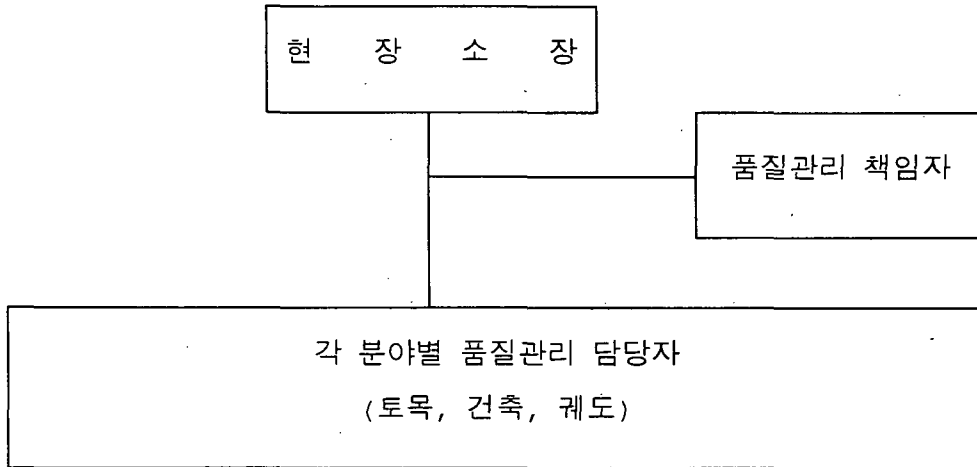 현 장 소 장
품질관리 책임자
각 분야별 품질관리 담당자
(토목, 건축, 궤도)